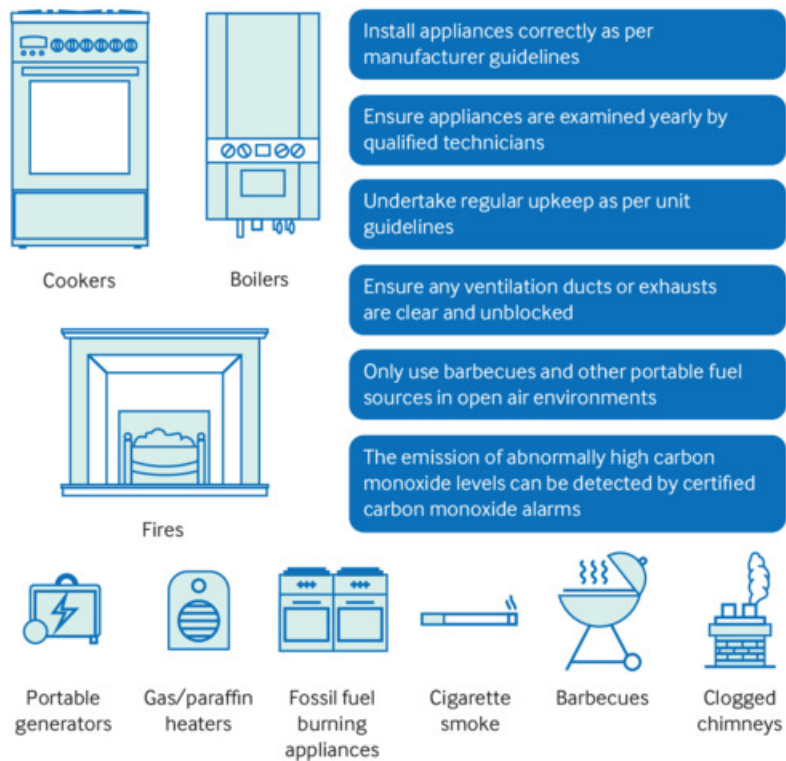 Install appliances correctly as per
manufacturer guidelines
Ensure appliances are examined yearly by
qualified technicians
Undertake regular upkeep as per unit
guidelines
Ensure any ventilation ducts or exhausts
are clear and unblocked
Only use barbecues and other portable fuel
sources in open air environments
The emission of abnormally high carbon
monoxide levels can be detected by certified
carbon monoxide alarms
Cookers
Boilers
Fires
Portable
generators
Gas/paraffin
heaters
Fossil fuel
burning
appliances
Cigarette
smoke
Barbecues
Clogged
chimneys